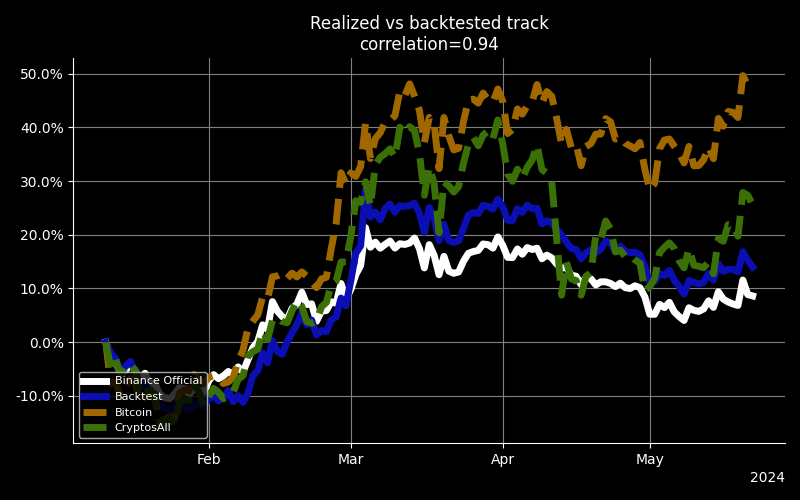 Realized vs backtested track
correlation=0.94
50.0%
40.0%
30.0%
20.0%
10.0%
0.0%
-10.0%
Binance Official
Backtest
Bitcoin
CryptosAll
Feb
Mar
Apr
May
2024